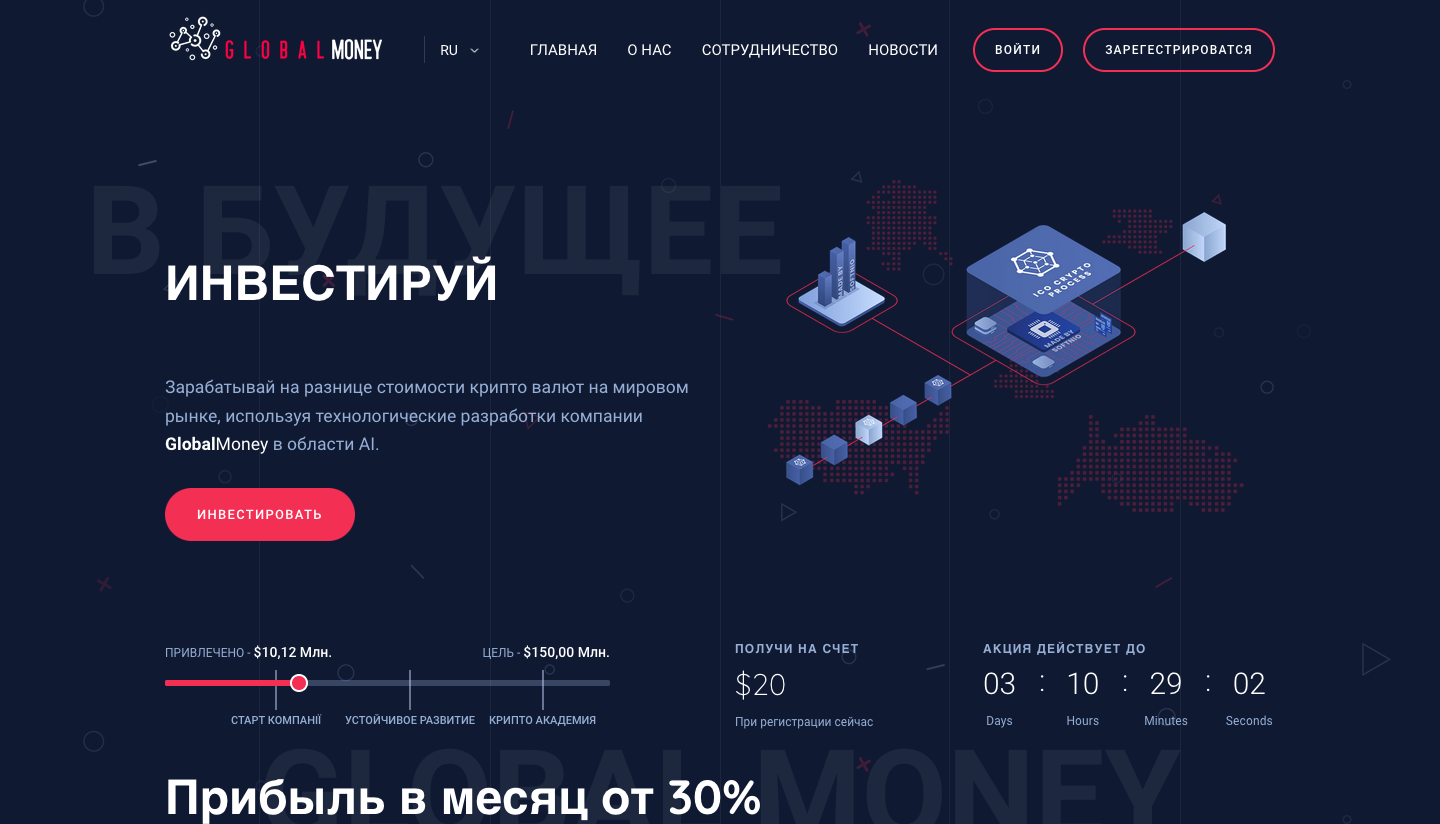 GLOBAL MONEY
RU
ГЛАВНАЯ
О НАС
СОТРУДНИЧЕСТВО
НОВОСТИ
ВОЙТИ
ЗАРЕГЕСТРИРОВАТСЯ
В БУДУЩЕЕ
ИНВЕСТИРУЙ
MADE BY
SOFTNIO
ICO CRYPTO
PROCESS
MADE BY
SOFTNIO
Зарабатывай на разнице стоимости крипто валют на мировом
рынке, используя технологические разработки компании
GlobalMoney в области AI.
ИНВЕСТИРОВАТЬ
ПРИВЛЕЧЕНО - $10,12 Млн.
ЦЕЛЬ - $150,00 Млн.
СТАРТ КОМПАНІЇ
УСТОЙЧИВОЕ РАЗВИТИЕ
КРИПТО АКАДЕМИЯ
ПОЛУЧИ НА СЧЕТ
$20
При регистрации сейчас
АКЦИЯ ДЕЙСТВУЕТ ДО
03 : 10 : 29 : 02
Days Hours Minutes Seconds
GLOBAL MONEY
Прибыль в месяц от 30%